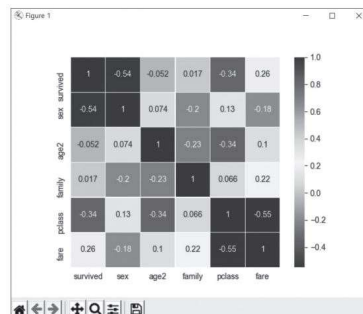 Figure 1
survived 1 -0.54 -0.052 0.017 -0.34 0.26
sex -0.54 1 0.074 -0.2 0.13 -0.18
age2 -0.052 0.074 1 -0.23 -0.34 0.1
family 0.017 -0.2 -0.23 1 0.066 0.22
pclass -0.34 0.13 -0.34 0.066 1 -0.55
fare 0.26 -0.18 0.1 0.22 -0.55 1
survived sex age2 family pclass fare
1.0
0.8
0.6
0.4
0.2
0.0
-0.2
-0.4